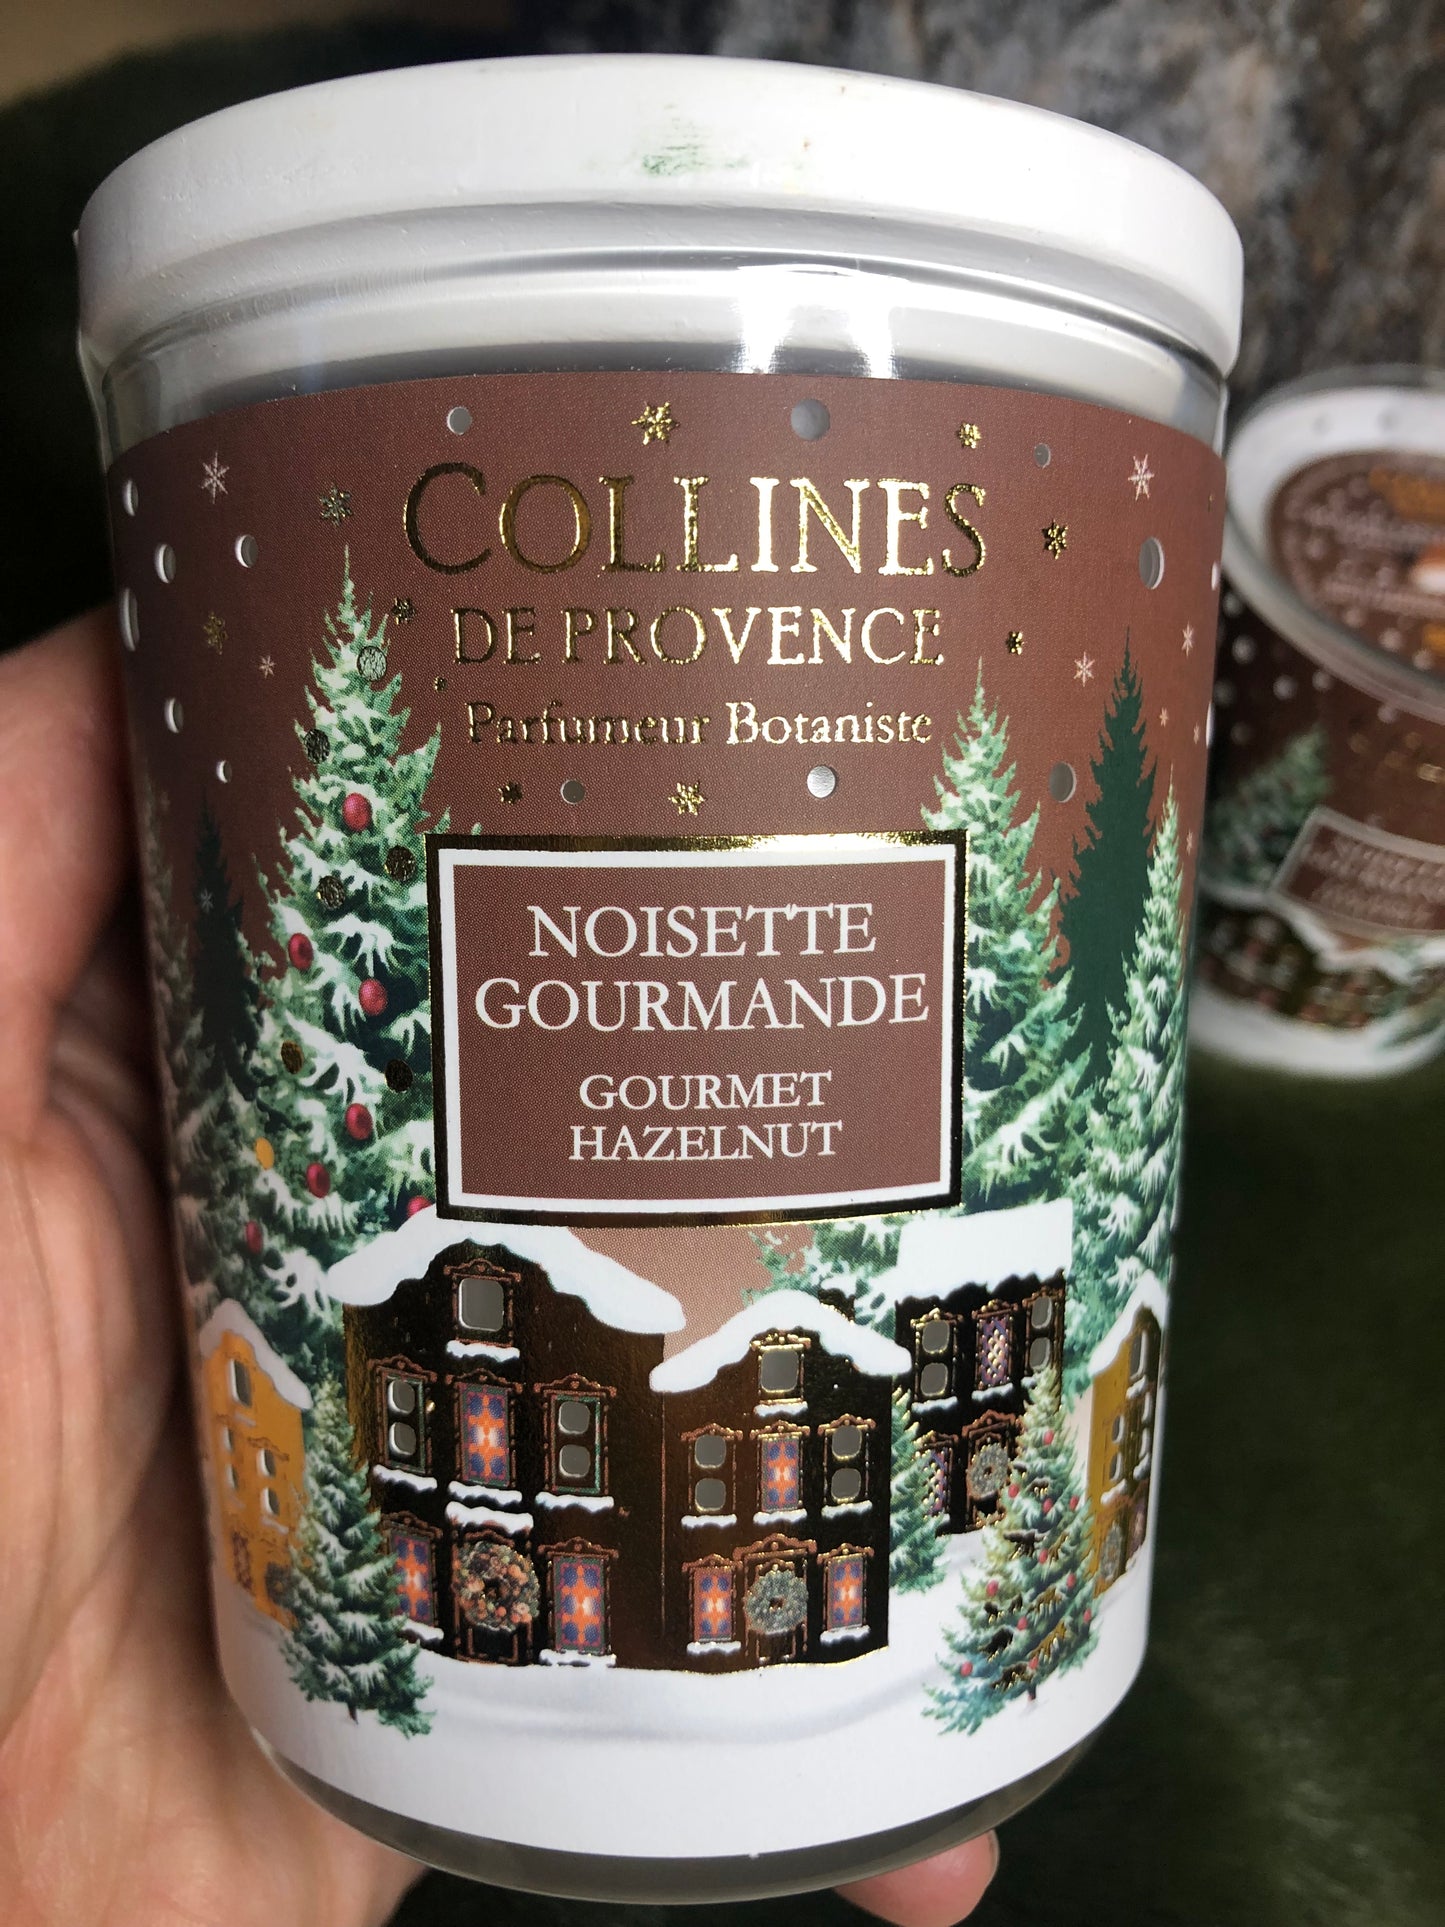 COLLINES
DE PROVENCE
Parfumeur Botaniste
NOISETTE
GOURMANDE
GOURMET
HAZELNUT